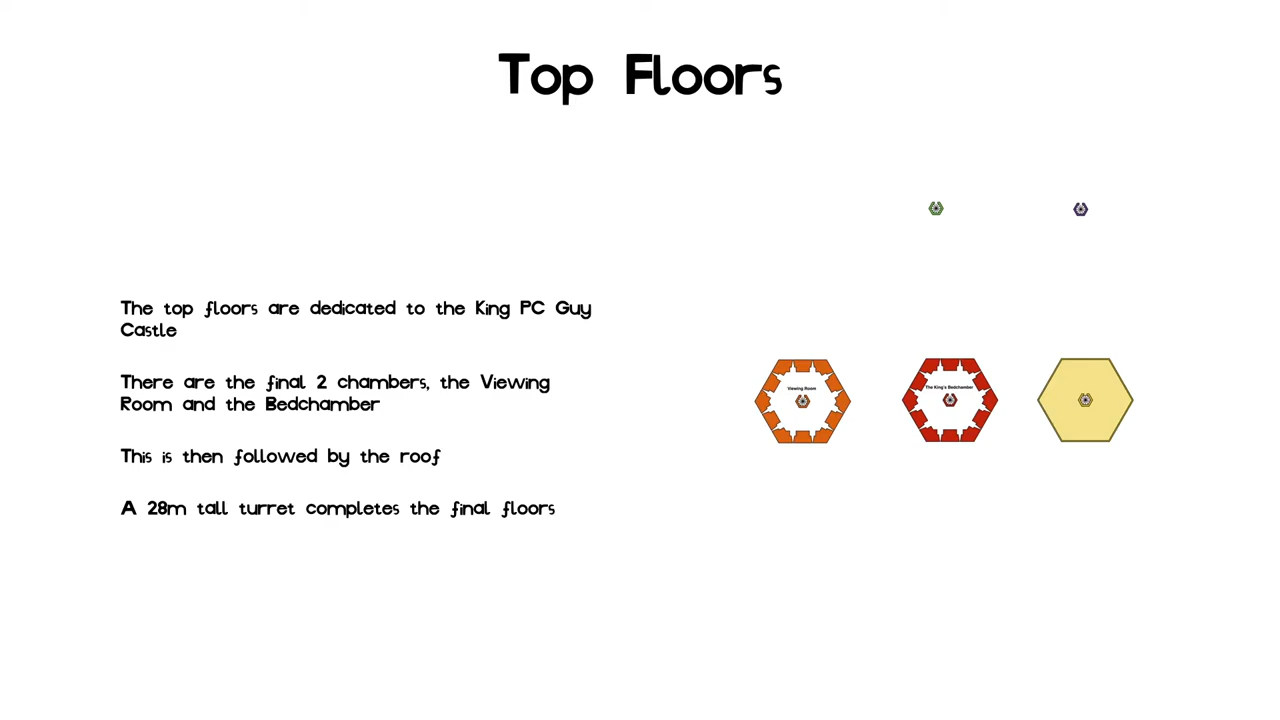 Top Floors
The top floors are dedicated to the King PC Guy
Castle
There are the final 2 chambers, the Viewing
Room and the Bedchamber
This is then followed by the roof
A 28m tall turret completes the final floors
Viewing Room
The King's Bedchamber